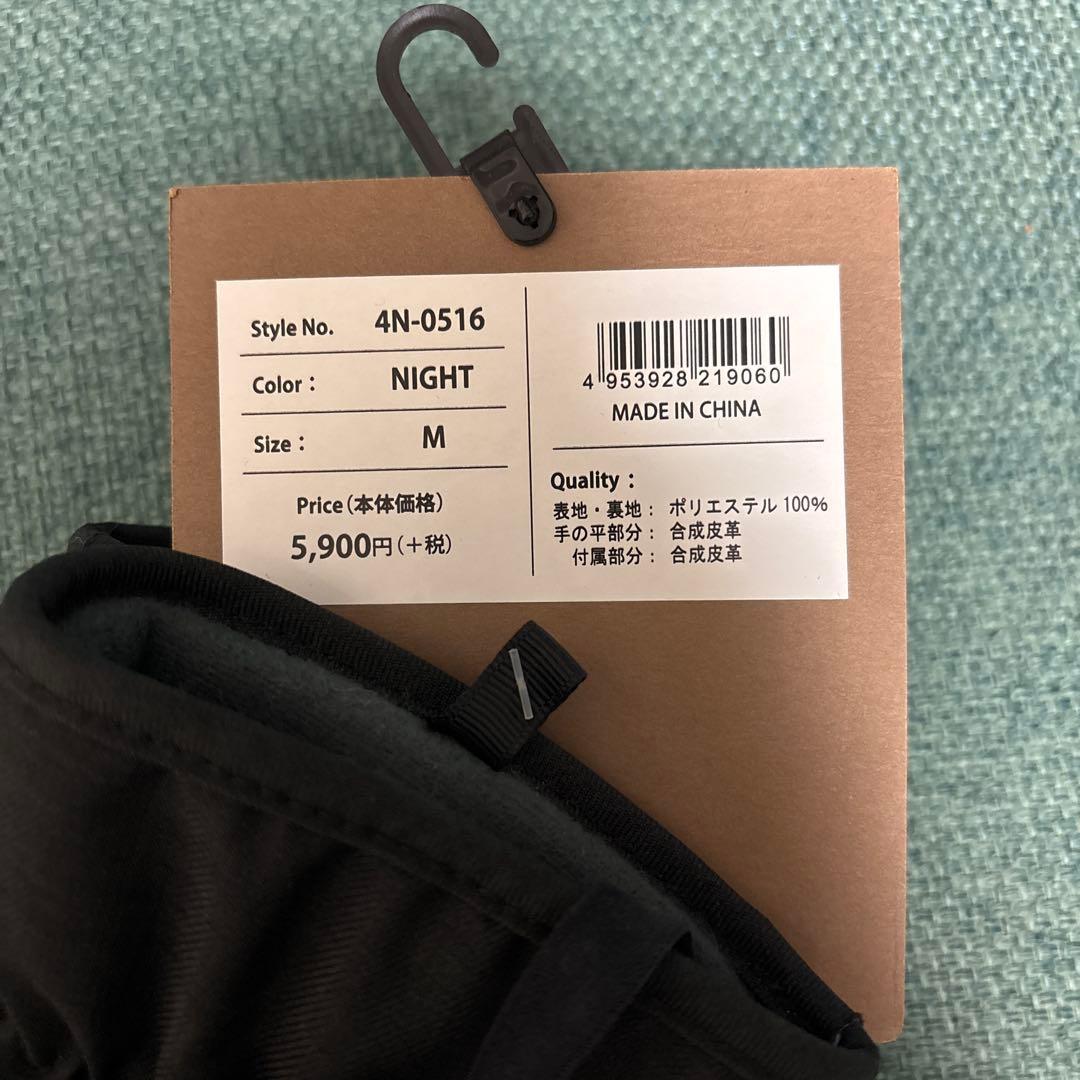 Style No. 4N-0516
Color : NIGHT
Size : M
Price(本体価格)
5,900円(+税)
4 953928 219060
MADE IN CHINA
Quality :
表地・裏地 : ポリエステル 100%
手の平部分 : 合成皮革
付属部分 : 合成皮革